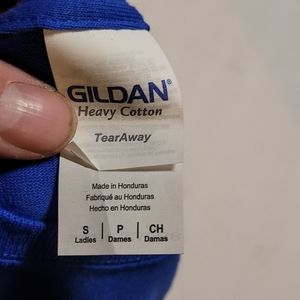 GILDAN®
Heavy Cotton
TearAway
Made in Honduras
Fabriqué au Honduras
Hecho en Honduras
S P CH
Ladies Dames Damas